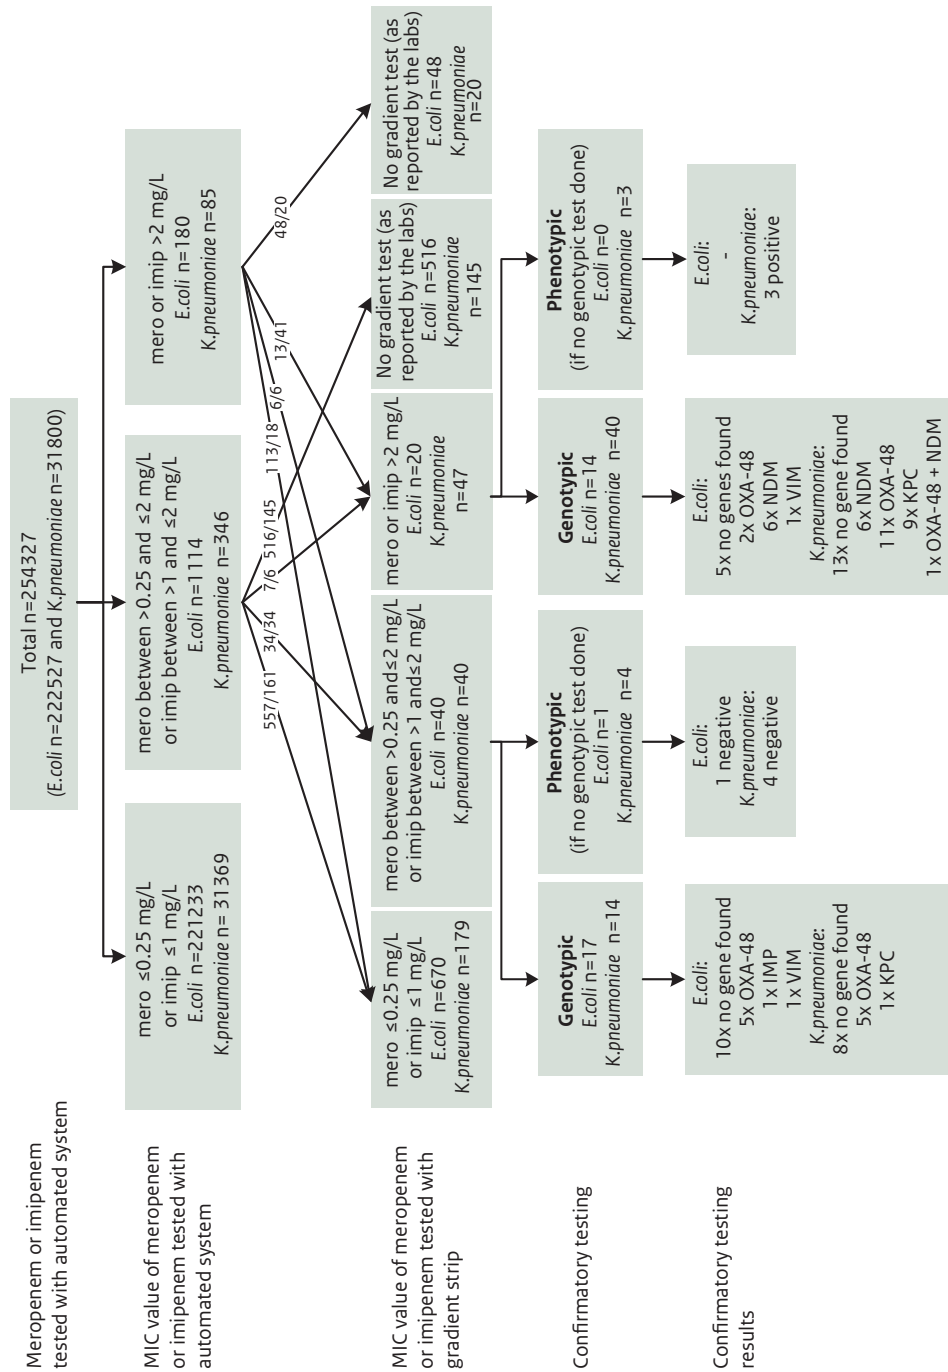 Meropenem or imipenem
tested with automated system
Total n=254327
(E.coli n=222527 and K.pneumoniae n=31800)
MIC value of meropenem
or imipenem tested with
automated system
mero ≤0.25 mg/L
or imip ≤1 mg/L
E.coli n=221233
K.pneumoniae n= 31369
mero between >0.25 and ≤2 mg/L
or imip between >1 and ≤2 mg/L
E.coli n=1114
K.pneumoniae n=346
mero or imip >2 mg/L
E.coli n=180
K.pneumoniae n=85
557/161
34/34
7/6
516/145
113/18
6/6
13/41
48/20
MIC value of meropenem
or imipenem tested with
gradient strip
mero ≤0.25 mg/L
or imip ≤1 mg/L
E.coli n=670
K.pneumoniae n=179
mero between >0.25 and≤2 mg/L
or imip between >1 and≤2 mg/L
E.coli n=40
K.pneumoniae n=40
mero or imip >2 mg/L
E.coli n=20
K.pneumoniae
n=47
No gradient test (as
reported by the labs)
E.coli n=516
K.pneumoniae
n=145
No gradient test (as
reported by the labs)
E.coli n=48
K.pneumoniae
n=20
Confirmatory testing
Genotypic
E.coli n=17
K.pneumoniae n=14
Phenotypic
(if no genotypic test done)
E.coli n=1
K.pneumoniae n=4
Genotypic
E.coli n=14
K.pneumoniae n=40
Phenotypic
(if no genotypic test done)
E.coli n=0
K.pneumoniae n=3
Confirmatory testing
results
E.coli:
10x no gene found
5x OXA-48
1x IMP
1x VIM
K.pneumoniae:
8x no gene found
5x OXA-48
1x KPC
E.coli:
1 negative
K.pneumoniae:
4 negative
E.coli:
5x no genes found
2x OXA-48
6x NDM
1x VIM
K.pneumoniae:
13x no gene found
6x NDM
11x OXA-48
9x KPC
1x OXA-48 + NDM
E.coli:
-
K.pneumoniae:
3 positive